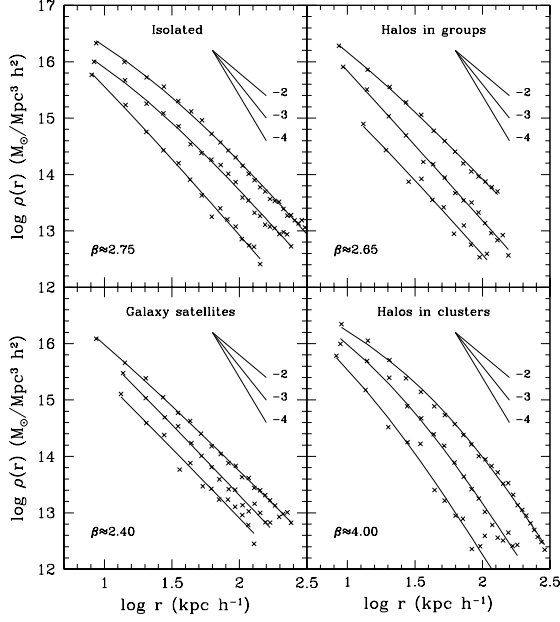 17
16
15
14
13
12
log ρ(r) (M⊙/Mpc³ h²)
Isolated
-2
-3
-4
β≈2.75
Halos in groups
-2
-3
-4
β≈2.65
16
15
14
13
12
log ρ(r) (M⊙/Mpc³ h²)
Galaxy satellites
-2
-3
-4
β≈2.40
Halos in clusters
-2
-3
-4
β≈4.00
1 1.5 2 2.5 1 1.5 2 2.5
log r (kpc h⁻¹) log r (kpc h⁻¹)